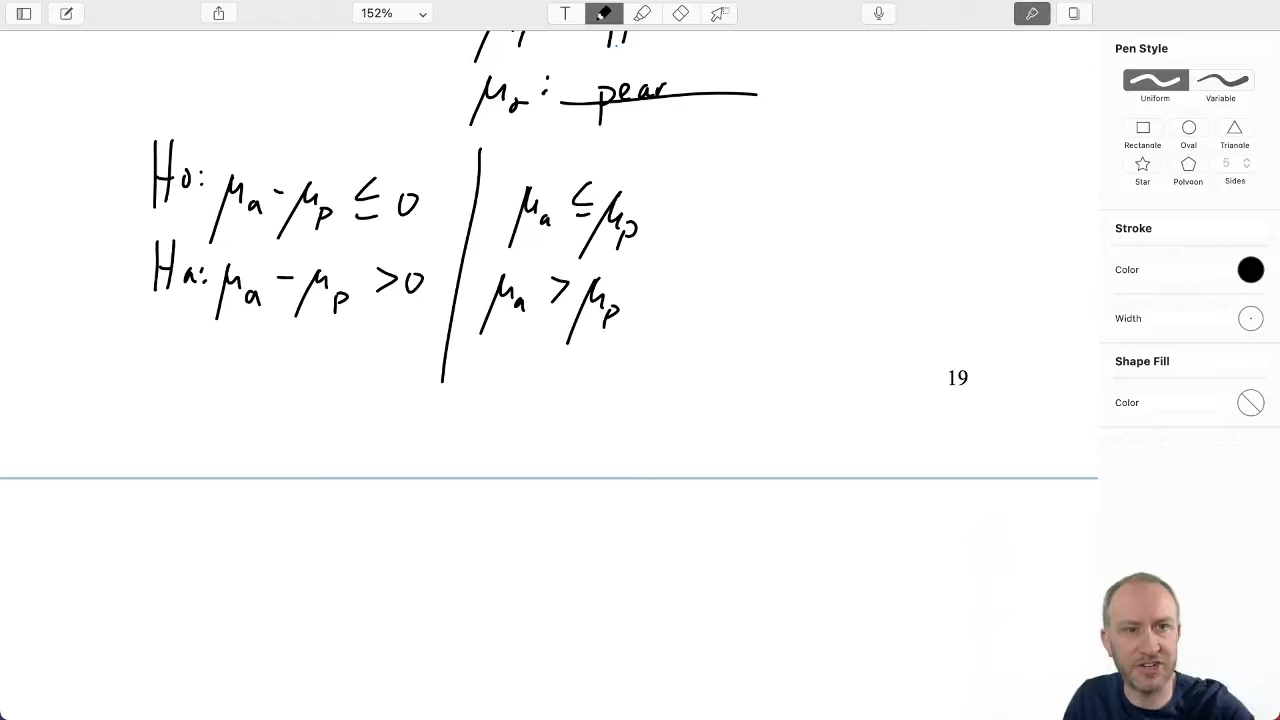 152%
T
μ₂ : pear
H0: μa - μp ≤ 0
μa ≤ μp
Ha: μa - μp > 0
μa > μp
19
Pen Style
Uniform Variable
Rectangle Oval Triangle
Star Polygon 5 Sides
Stroke
Color
Width
Shape Fill
Color